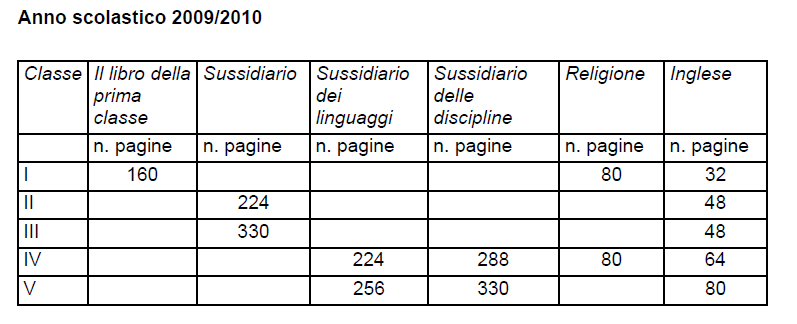 Anno scolastico 2009/2010
Classe Il libro della prima classe Sussidiario Sussidiario dei linguaggi Sussidiario delle discipline Religione Inglese
n. pagine n. pagine n. pagine n. pagine n. pagine n. pagine
I 160 80 32
II 224 48
III 330 48
IV 224 288 80 64
V 256 330 80